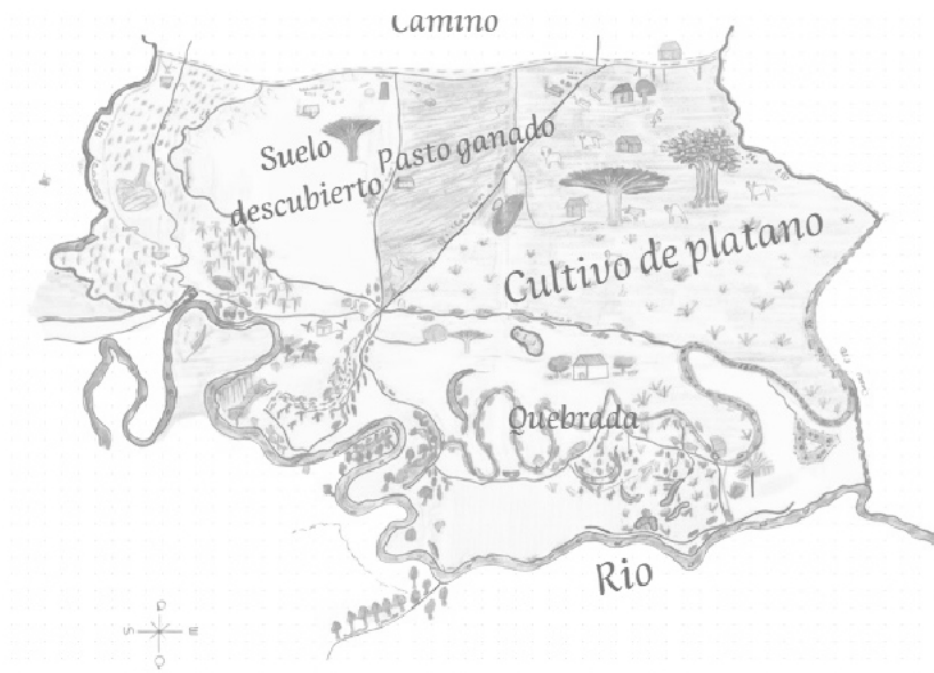 Camino
Suelo
descubierto
Pasto ganado
Cultivo de platano
Quebrada
Rio